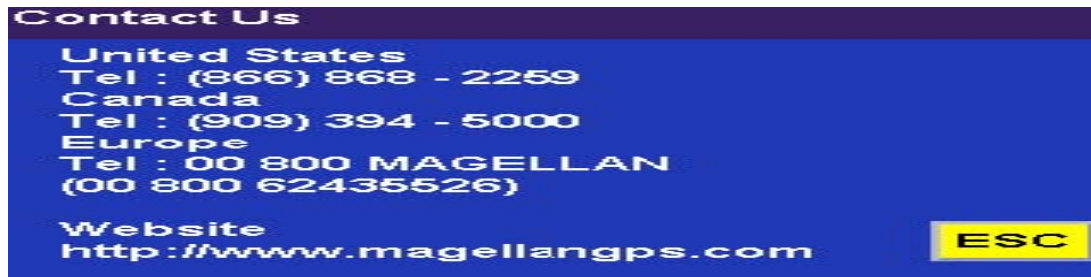 Contact Us
United States
Tel : (866) 868 - 2259
Canada
Tel : (909) 394 - 5000
Europe
Tel : 00 800 MAGELLAN
(00 800 62435526)
Website
http://www.magellangps.com
ESC